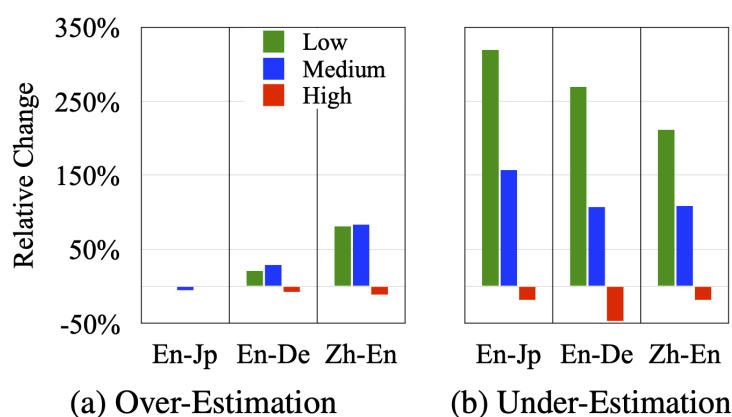 350%
250%
150%
50%
-50%
Relative Change
Low
Medium
High
En-Jp En-De Zh-En
En-Jp En-De Zh-En
(a) Over-Estimation
(b) Under-Estimation